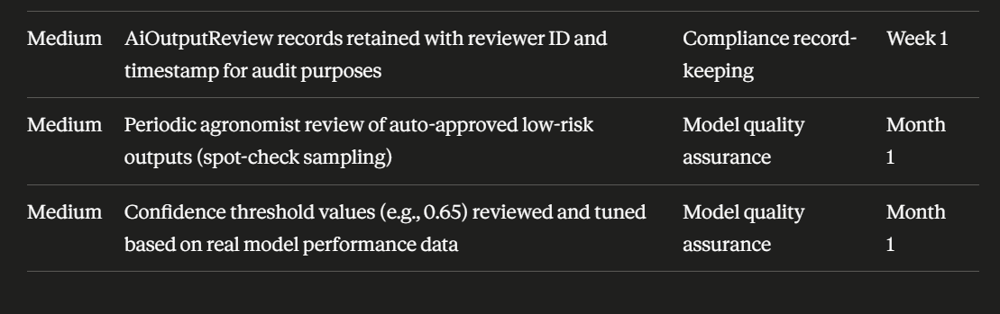 Medium AiOutputReview records retained with reviewer ID and Compliance record- Week 1
timestamp for audit purposes keeping
Medium Periodic agronomist review of auto-approved low-risk Model quality Month
outputs (spot-check sampling) assurance 1
Medium Confidence threshold values (e.g., 0.65) reviewed and tuned Model quality Month
based on real model performance data assurance 1